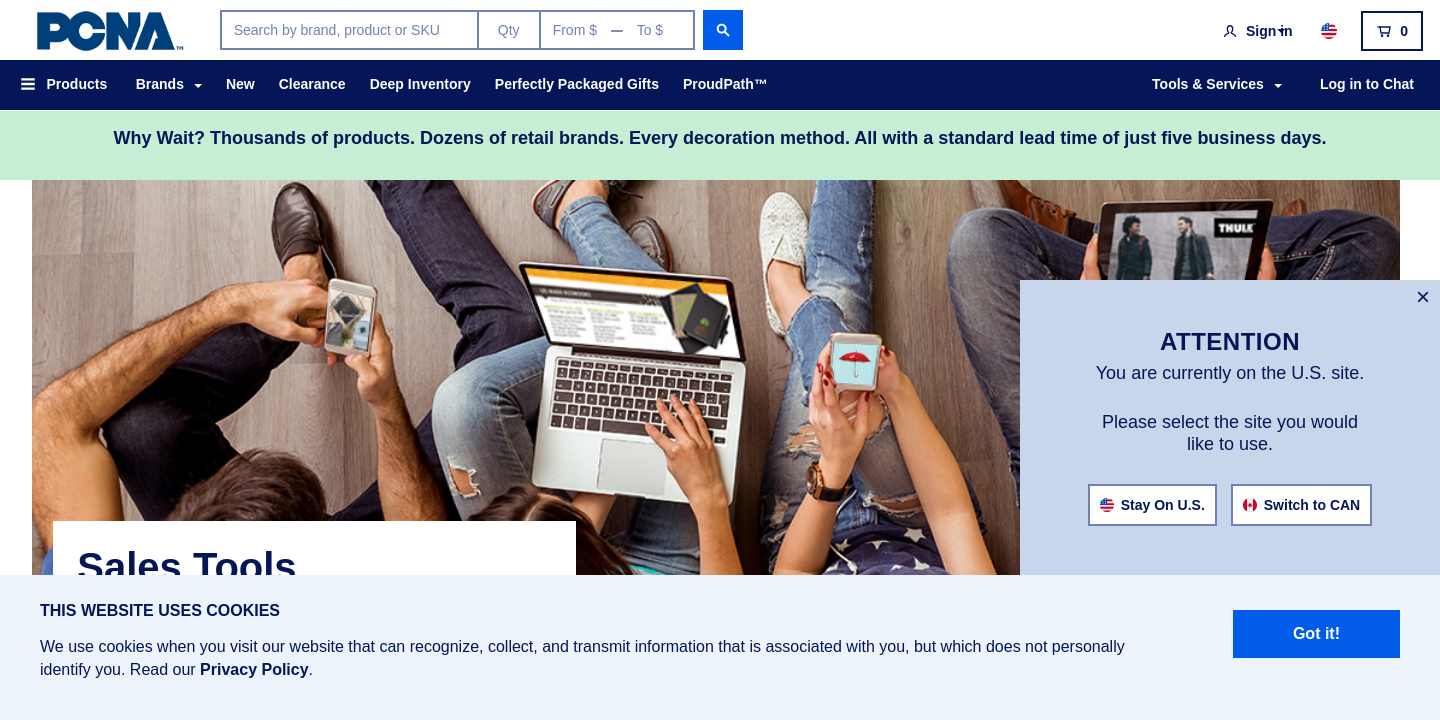 PCNA™
Search by brand, product or SKU
Qty
From $ — To $
Sign In
0
Products
Brands
New
Clearance
Deep Inventory
Perfectly Packaged Gifts
ProudPath™
Tools & Services
Log in to Chat
Why Wait? Thousands of products. Dozens of retail brands. Every decoration method. All with a standard lead time of just five business days.
THULE
×
ATTENTION
You are currently on the U.S. site.
Please select the site you would
like to use.
Stay On U.S.
Switch to CAN
Sales Tools
THIS WEBSITE USES COOKIES
We use cookies when you visit our website that can recognize, collect, and transmit information that is associated with you, but which does not personally
identify you. Read our Privacy Policy.
Got it!